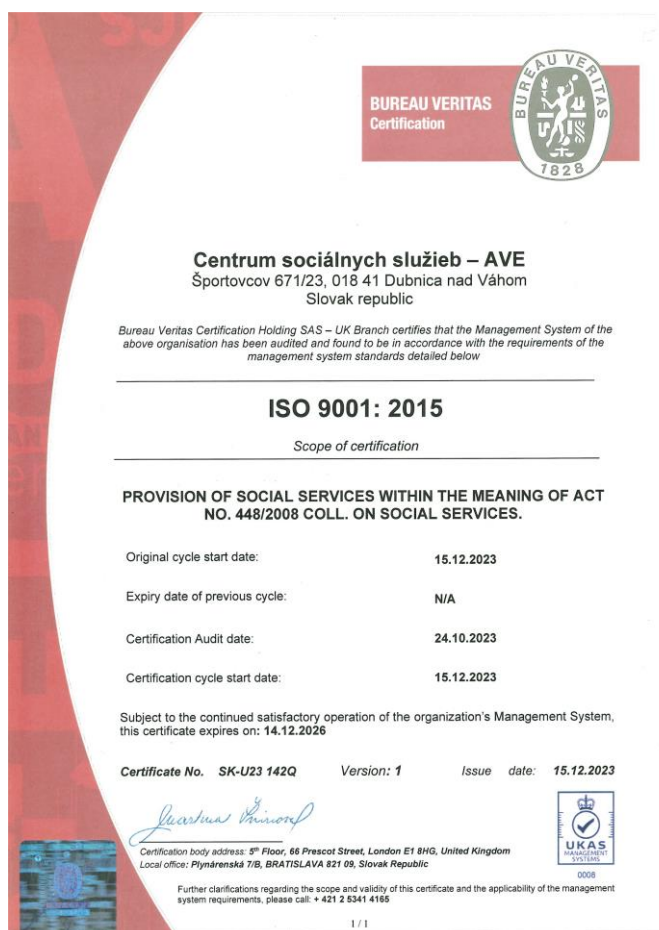 BUREAU VERITAS
Certification
BUREAU VERITAS
1828
Centrum sociálnych služieb – AVE
Športovcov 671/23, 018 41 Dubnica nad Váhom
Slovak republic
Bureau Veritas Certification Holding SAS – UK Branch certifies that the Management System of the
above organisation has been audited and found to be in accordance with the requirements of the
management system standards detailed below
ISO 9001: 2015
Scope of certification
PROVISION OF SOCIAL SERVICES WITHIN THE MEANING OF ACT
NO. 448/2008 COLL. ON SOCIAL SERVICES.
Original cycle start date: 15.12.2023
Expiry date of previous cycle: N/A
Certification Audit date: 24.10.2023
Certification cycle start date: 15.12.2023
Subject to the continued satisfactory operation of the organization's Management System,
this certificate expires on: 14.12.2026
Certificate No. SK-U23 142Q Version: 1 Issue date: 15.12.2023
Certification body address: 5th Floor, 66 Prescot Street, London E1 8HG, United Kingdom
Local office: Plynárenská 7/B, BRATISLAVA 821 09, Slovak Republic
UKAS
MANAGEMENT
SYSTEMS
0008
Further clarifications regarding the scope and validity of this certificate and the applicability of the management
system requirements, please call: + 421 2 5341 4165
1 / 1